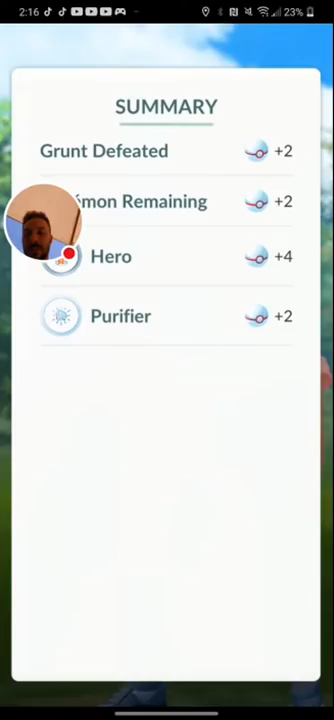 2:16
23%
SUMMARY
Grunt Defeated +2
mon Remaining +2
Hero +4
Purifier +2